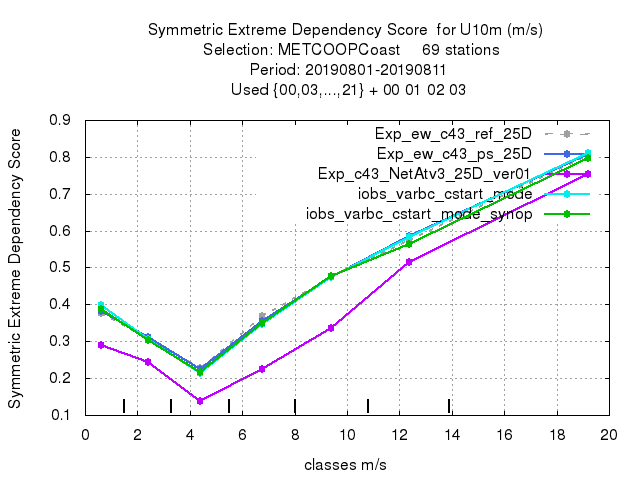 Symmetric Extreme Dependency Score for U10m (m/s)
Selection: METCOOPCoast 69 stations
Period: 20190801-20190811
Used {00,03,...,21} + 00 01 02 03
Symmetric Extreme Dependency Score
0.9
0.8
0.7
0.6
0.5
0.4
0.3
0.2
0.1
Exp_ew_c43_ref_25D
Exp_ew_c43_ps_25D
Exp_c43_NetAtv3_25D_ver01
iobs_varbc_cstart_mode
iobs_varbc_cstart_mode_synop
0 2 4 6 8 10 12 14 16 18 20
classes m/s